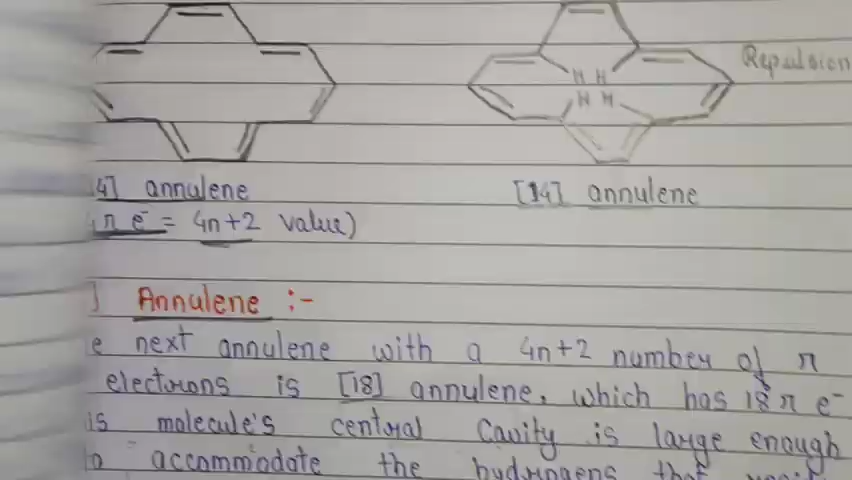 H H
Repulsion
H H
4] annulene
[14] annulene
π e⁻ = 4n+2 value)
] Annulene :-
e next annulene with a 4n+2 number of π
electrons is [18] annulene, which has 18 π e⁻
is molecule's central cavity is large enough
o accommodate the hydrogens that